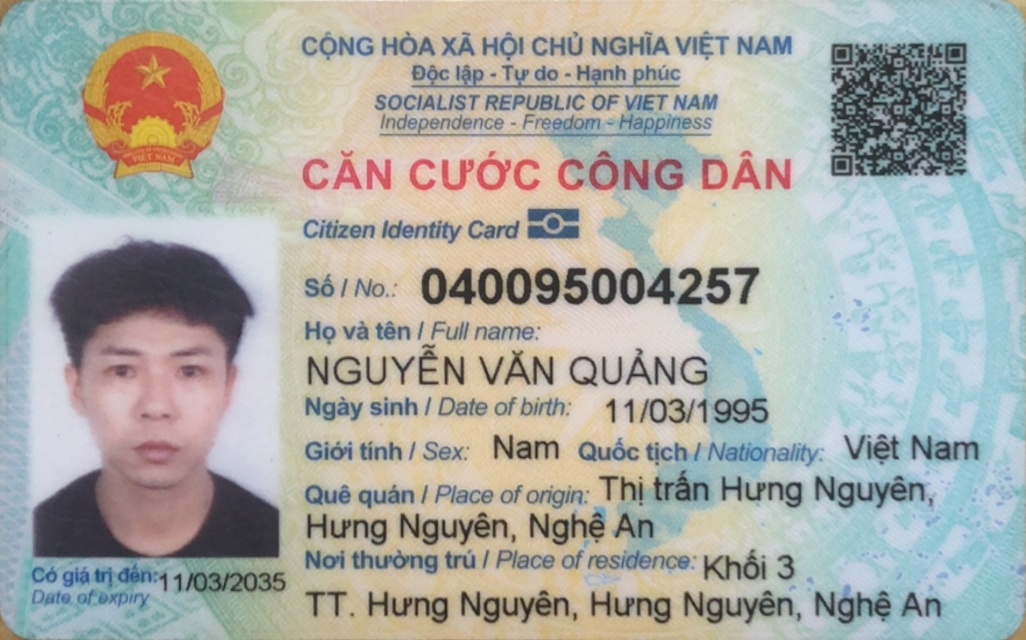 CỘNG HÒA XÃ HỘI CHỦ NGHĨA VIỆT NAM
Độc lập - Tự do - Hạnh phúc
SOCIALIST REPUBLIC OF VIET NAM
Independence - Freedom - Happiness
VIỆT NAM
CĂN CƯỚC CÔNG DÂN
Citizen Identity Card
Số / No.: 040095004257
Họ và tên / Full name:
NGUYỄN VĂN QUẢNG
Ngày sinh / Date of birth: 11/03/1995
Giới tính / Sex: Nam Quốc tịch / Nationality: Việt Nam
Quê quán / Place of origin: Thị trấn Hưng Nguyên,
Hưng Nguyên, Nghệ An
Nơi thường trú / Place of residence: Khối 3
TT. Hưng Nguyên, Hưng Nguyên, Nghệ An
Có giá trị đến: 11/03/2035
Date of expiry